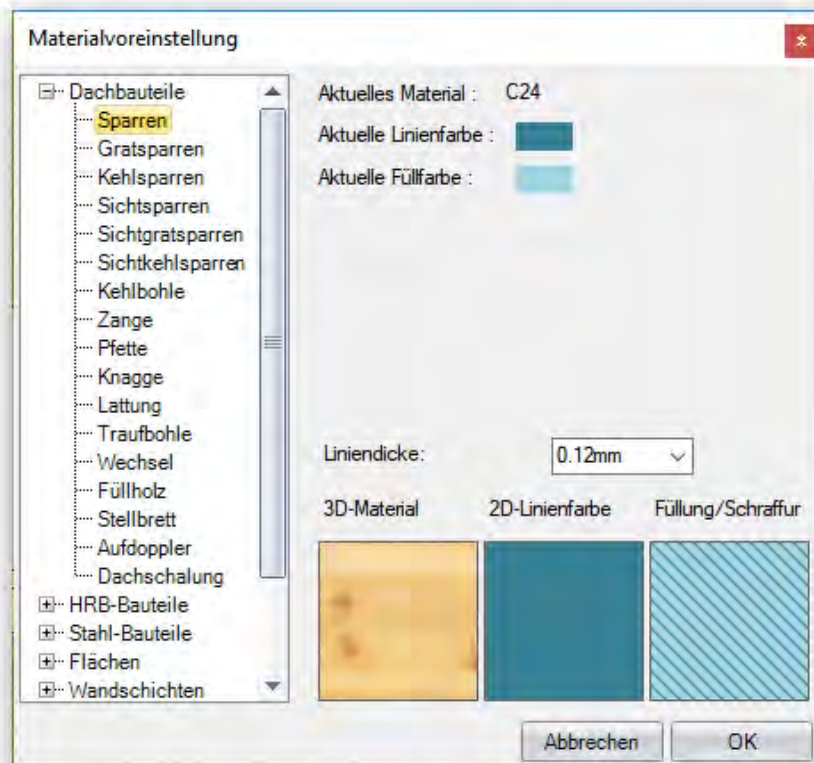 Materialvoreinstellung
Dachbauteile
Sparren
Gratsparren
Kehlsparren
Sichtsparren
Sichtgratsparren
Sichtkehlsparren
Kehlbohle
Zange
Pfette
Knagge
Lattung
Traufbohle
Wechsel
Füllholz
Stellbrett
Aufdoppler
Dachschalung
HRB-Bauteile
Stahl-Bauteile
Flächen
Wandschichten
Aktuelles Material : C24
Aktuelle Linienfarbe :
Aktuelle Füllfarbe :
Liniendicke: 0.12mm
3D-Material 2D-Linienfarbe Füllung/Schraffur
Abbrechen OK